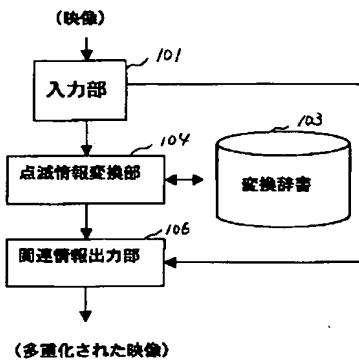 (映像)
101
入力部
104
点滅情報変換部
103
変換辞書
106
関連情報出力部
(多重化された映像)